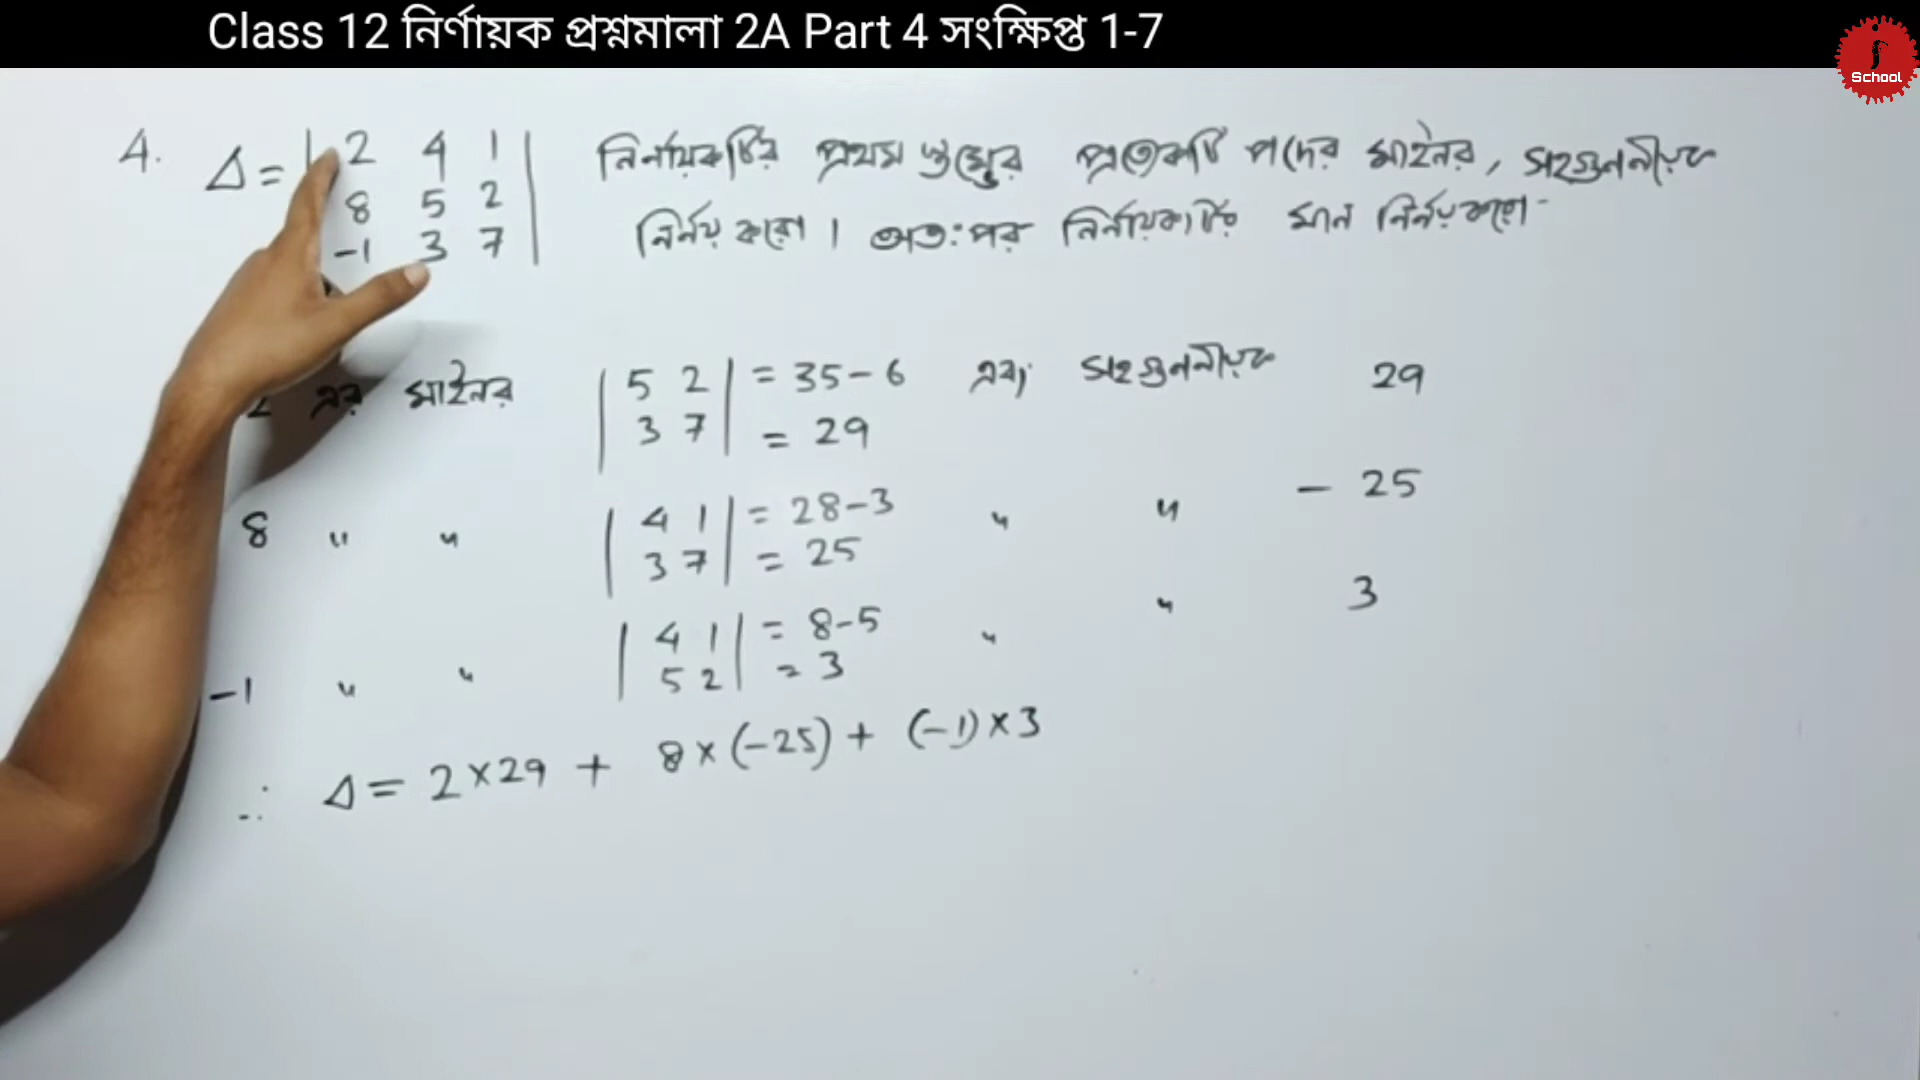 Class 12 নির্ণায়ক প্রশ্নমালা 2A Part 4 সংক্ষিপ্ত 1-7
School
4. Δ = | 2 4 1 | নির্ণায়কটির প্রথম স্তম্ভের প্রত্যেকটি পদের মাইনর, সহগুণনীয়ক
8 5 2 নির্ণয় করো। অতঃপর নির্ণায়কটির মান নির্ণয় করো-
-1 3 7
2 এর মাইনর | 5 2 | = 35 - 6 এবং সহগুণনীয়ক 29
3 7 = 29
8 " " | 4 1 | = 28-3 " " - 25
3 7 = 25
-1 " " | 4 1 | = 8-5 " " 3
5 2 = 3
∴ Δ = 2×29 + 8×(-25) + (-1)×3